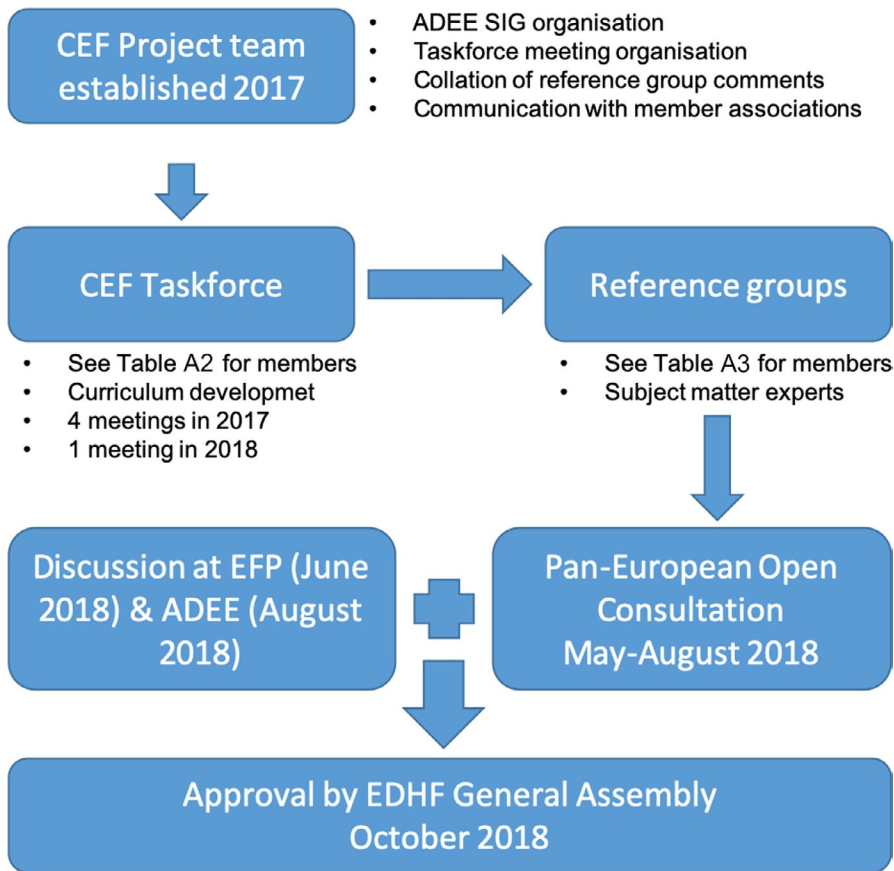 CEF Project team
established 2017
• ADEE SIG organisation
• Taskforce meeting organisation
• Collation of reference group comments
• Communication with member associations
CEF Taskforce
Reference groups
• See Table A2 for members
• Curriculum developmet
• 4 meetings in 2017
• 1 meeting in 2018
• See Table A3 for members
• Subject matter experts
Discussion at EFP (June
2018) & ADEE (August
2018)
Pan-European Open
Consultation
May-August 2018
Approval by EDHF General Assembly
October 2018